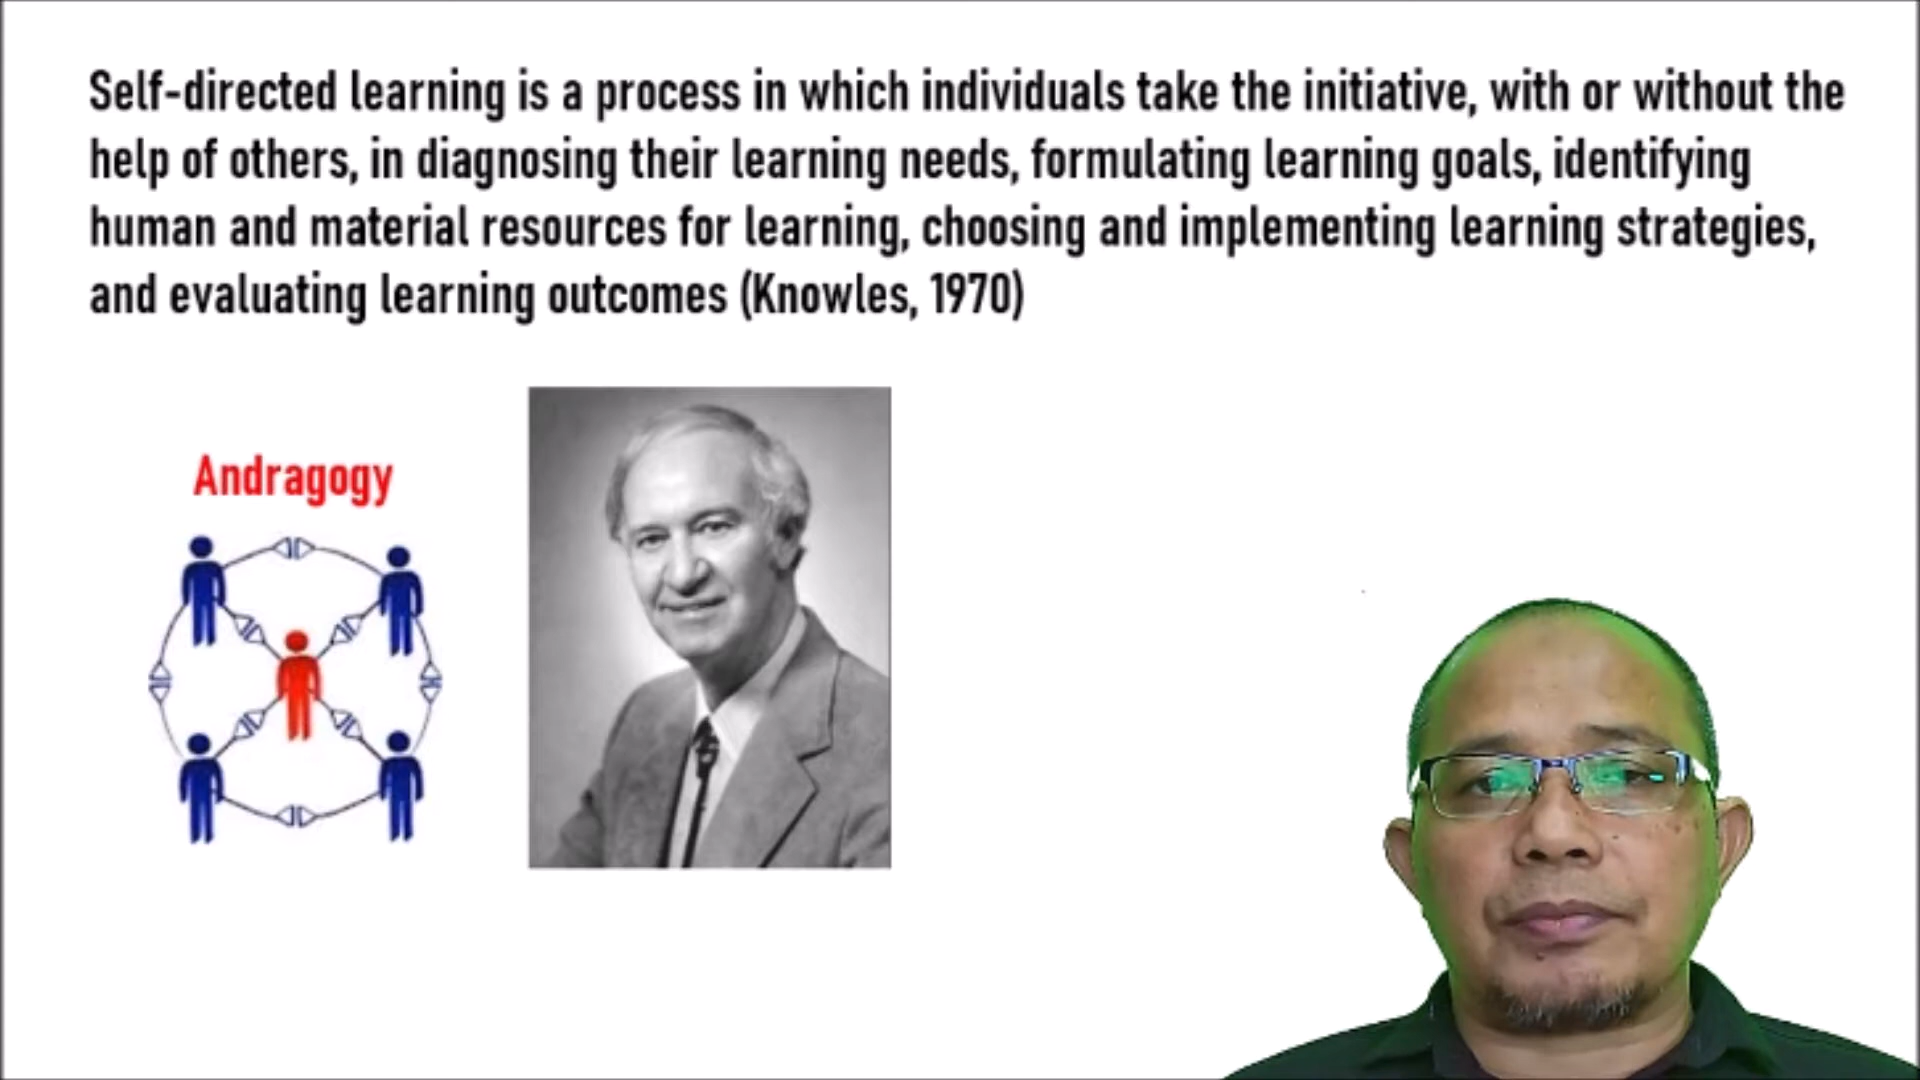 Self-directed learning is a process in which individuals take the initiative, with or without the
help of others, in diagnosing their learning needs, formulating learning goals, identifying
human and material resources for learning, choosing and implementing learning strategies,
and evaluating learning outcomes (Knowles, 1970)
Andragogy